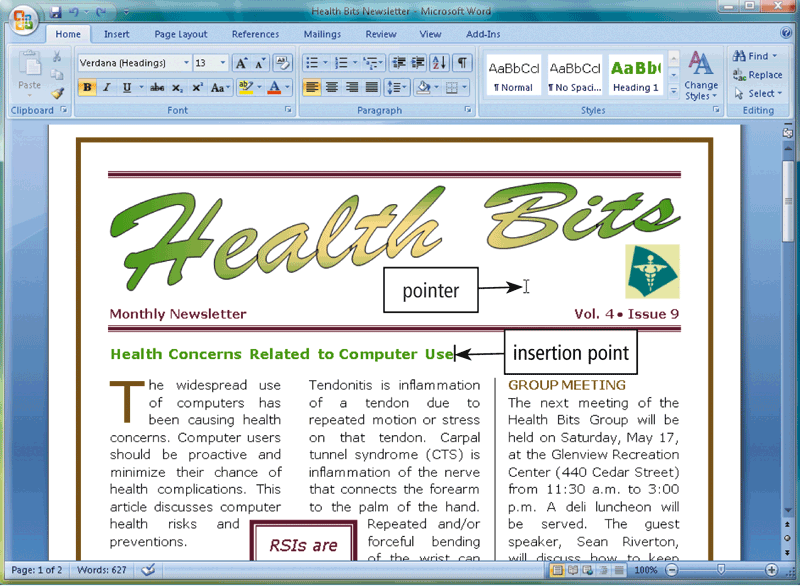 Health Bits Newsletter - Microsoft Word
Home Insert Page Layout References Mailings Review View Add-Ins
Paste
Verdana (Headings) 13
AaBbCcI AaBbCcI AaBb(
¶ Normal ¶ No Spaci... Heading 1
Change Styles
Find
Replace
Select
Clipboard Font Paragraph Styles Editing
Health Bits
pointer
Monthly Newsletter Vol. 4 • Issue 9
Health Concerns Related to Computer Use
insertion point
The widespread use
of computers has
been causing health
concerns. Computer users
should be proactive and
minimize their chance of
health complications. This
article discusses computer
health risks and
preventions.
RSIs are
Tendonitis is inflammation
of a tendon due to
repeated motion or stress
on that tendon. Carpal
tunnel syndrome (CTS) is
inflammation of the nerve
that connects the forearm
to the palm of the hand.
Repeated and/or
forceful bending
of the wrist can
GROUP MEETING
The next meeting of the
Health Bits Group will be
held on Saturday, May 17,
at the Glenview Recreation
Center (440 Cedar Street)
from 11:30 a.m. to 3:00
p.m. A deli luncheon will
be served. The guest
speaker, Sean Riverton,
will discuss how to keep
Page: 1 of 2 Words: 627 100%